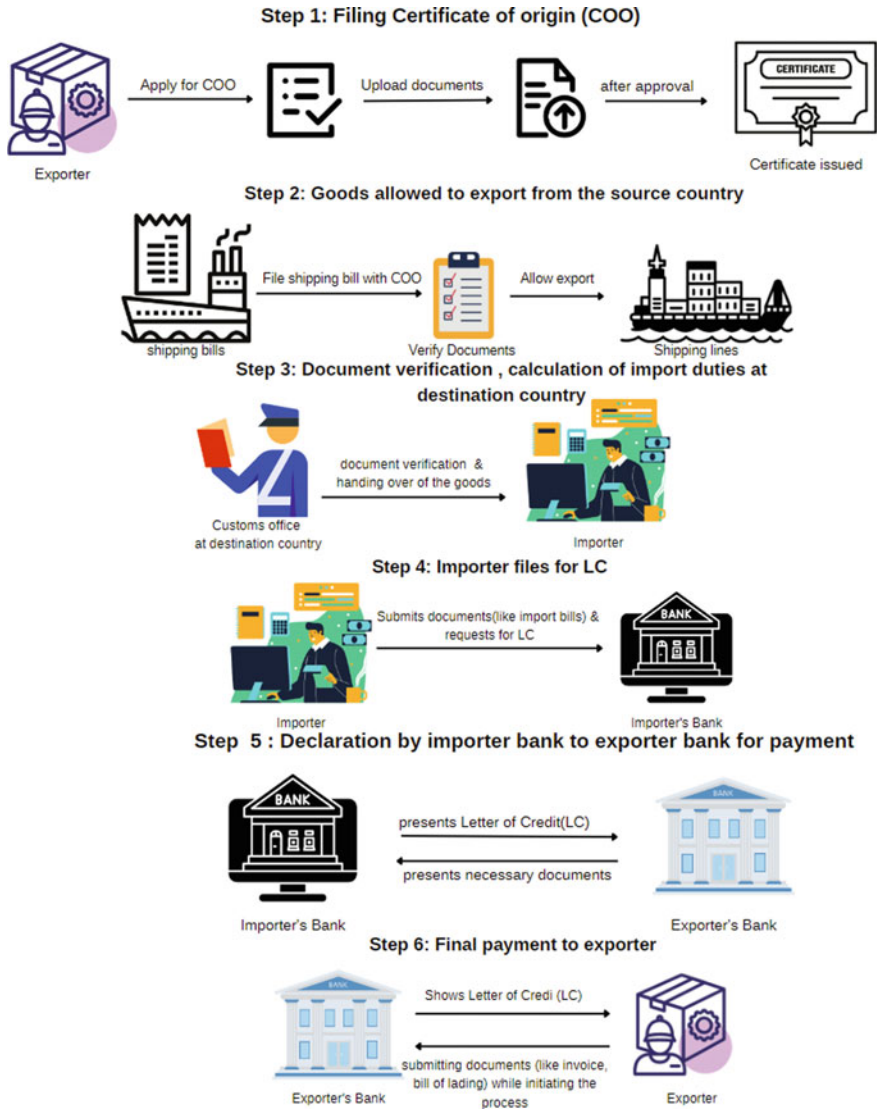 Step 1: Filing Certificate of origin (COO)
Apply for COO
Upload documents
after approval
CERTIFICATE
Exporter
Certificate issued
Step 2: Goods allowed to export from the source country
File shipping bill with COO
Allow export
shipping bills
Verify Documents
Shipping lines
Step 3: Document verification , calculation of import duties at
destination country
document verification &
handing over of the goods
Customs office
at destination country
Importer
Step 4: Importer files for LC
Submits documents(like import bills) &
requests for LC
BANK
Importer
Importer's Bank
Step 5 : Declaration by importer bank to exporter bank for payment
BANK
BANK
presents Letter of Credit(LC)
presents necessary documents
Importer's Bank
Exporter's Bank
Step 6: Final payment to exporter
BANK
Shows Letter of Credi (LC)
submitting documents (like invoice,
bill of lading) while initiating the
process
Exporter's Bank
Exporter